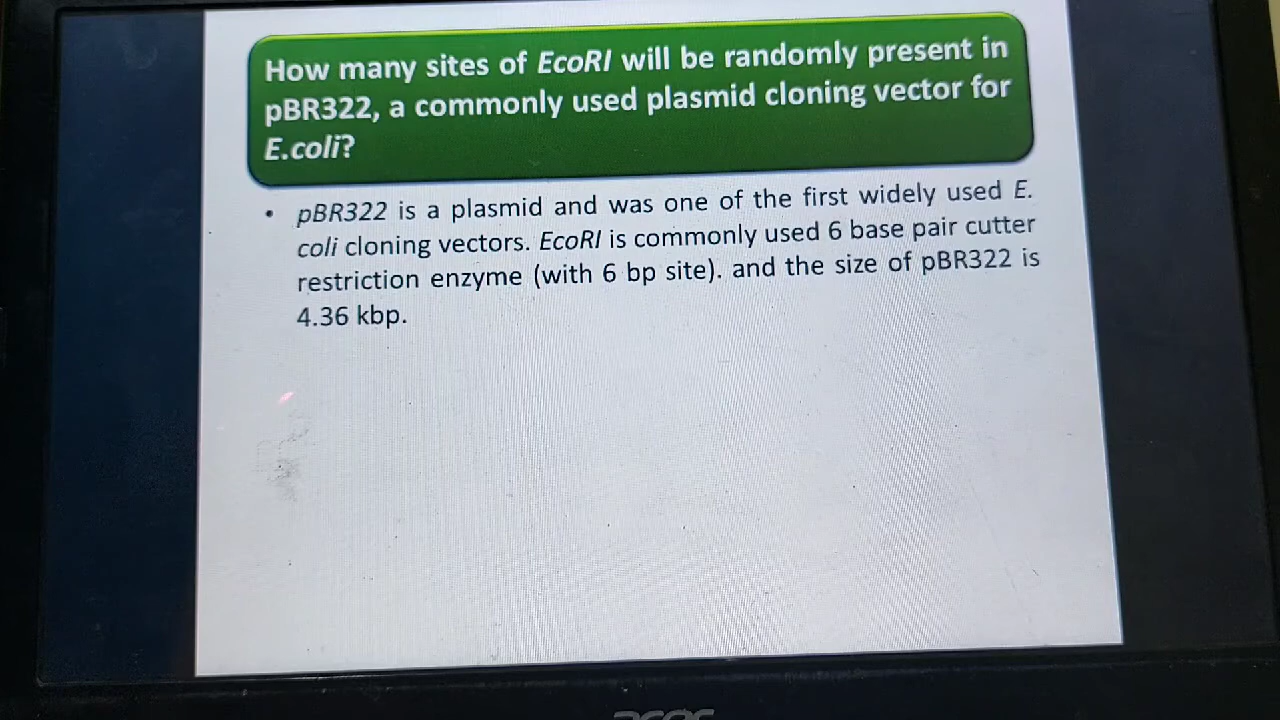 How many sites of EcoRI will be randomly present in
pBR322, a commonly used plasmid cloning vector for
E.coli?
• pBR322 is a plasmid and was one of the first widely used E.
coli cloning vectors. EcoRI is commonly used 6 base pair cutter
restriction enzyme (with 6 bp site). and the size of pBR322 is
4.36 kbp.
acer